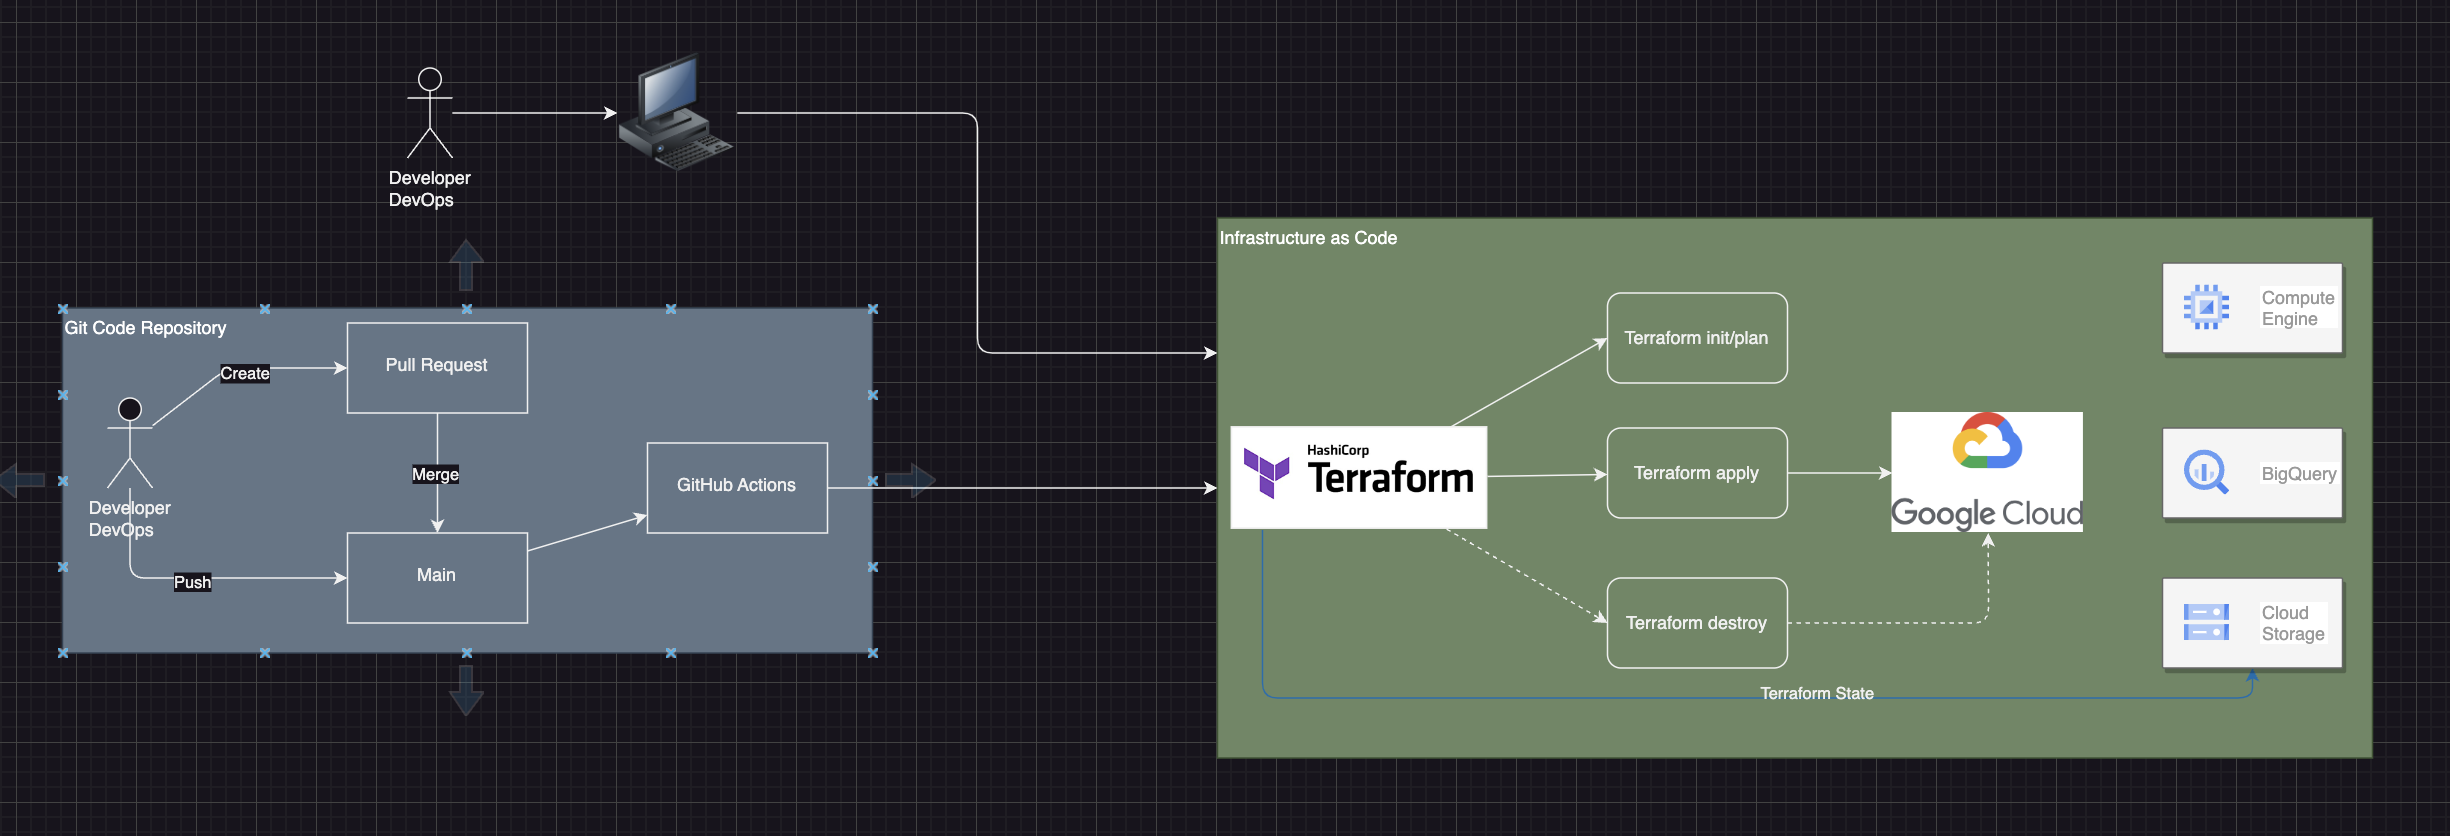 Developer
DevOps
Git Code Repository
Create
Pull Request
Merge
Developer
DevOps
Push
Main
GitHub Actions
Infrastructure as Code
HashiCorp
Terraform
Terraform init/plan
Terraform apply
Terraform destroy
Google Cloud
Terraform State
Compute
Engine
BigQuery
Cloud
Storage